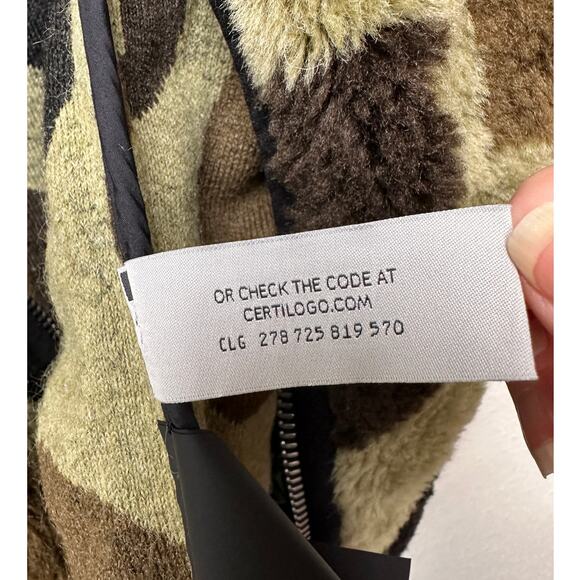 OR CHECK THE CODE AT
CERTILOGO.COM
CLG 278 725 819 570